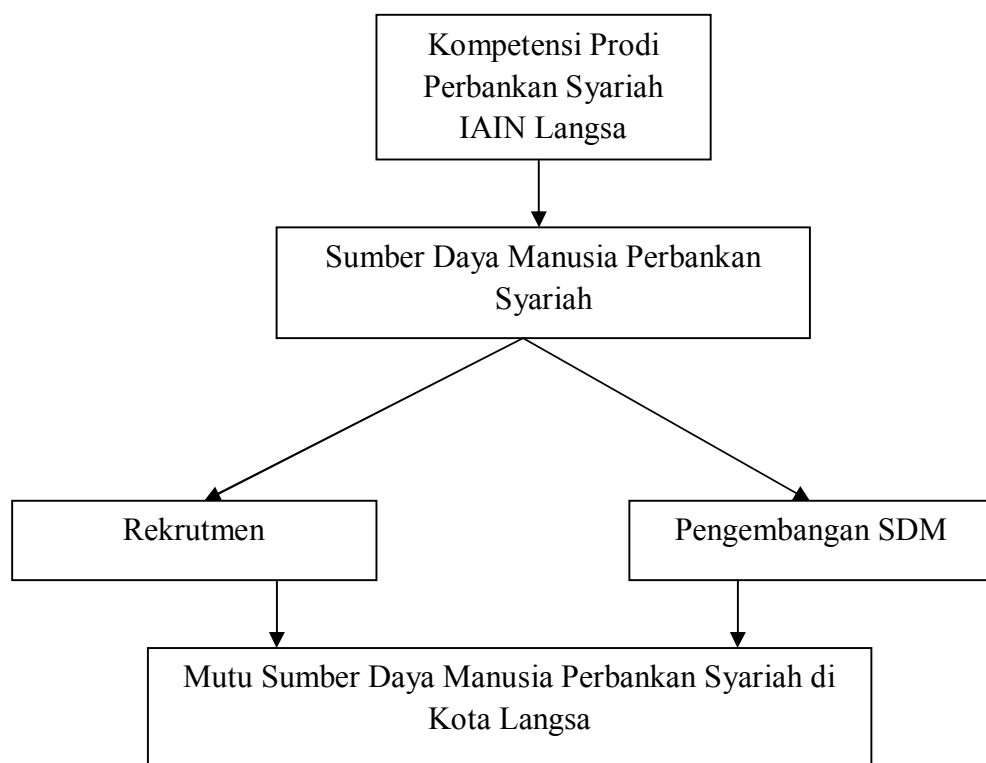 Kompetensi Prodi
Perbankan Syariah
IAIN Langsa
Sumber Daya Manusia Perbankan
Syariah
Rekrutmen
Pengembangan SDM
Mutu Sumber Daya Manusia Perbankan Syariah di
Kota Langsa